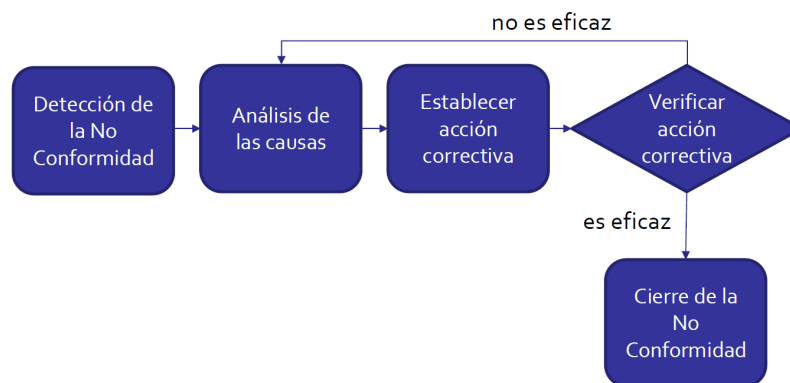 no es eficaz
Detección de
la No
Conformidad
Análisis de
las causas
Establecer
acción
correctiva
Verificar
acción
correctiva
es eficaz
Cierre de la
No
Conformidad